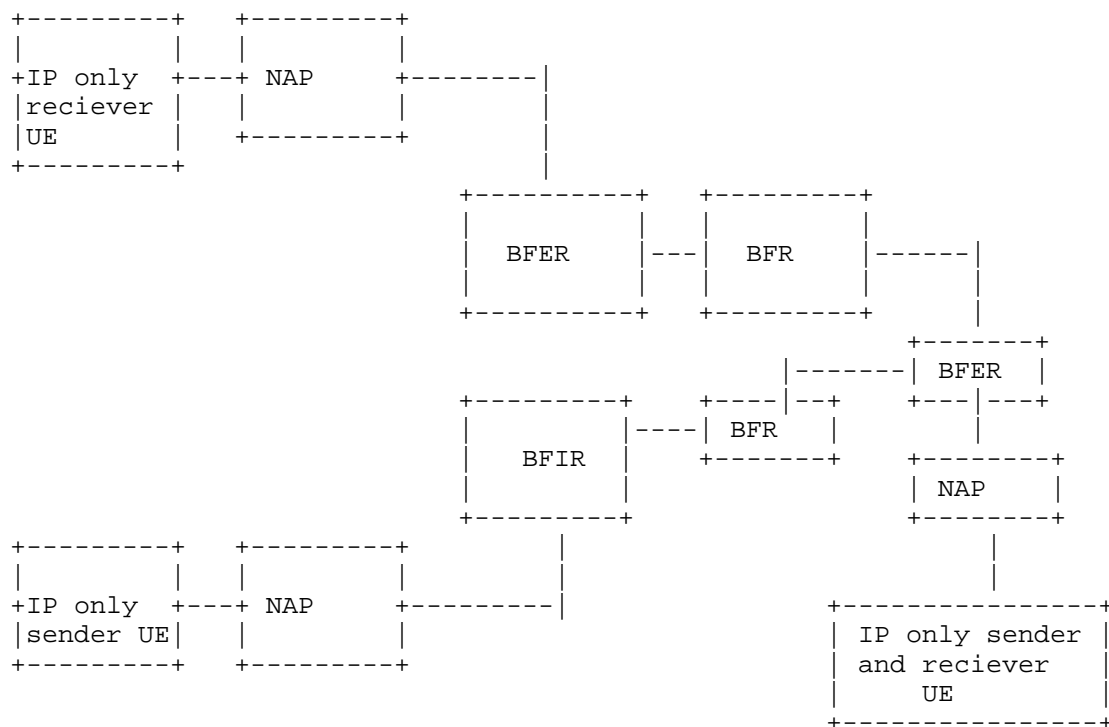 IP only NAP
reciever
UE
BFER BFR
BFER
BFR
BFIR
NAP
IP only NAP
sender UE
IP only sender
and reciever
UE